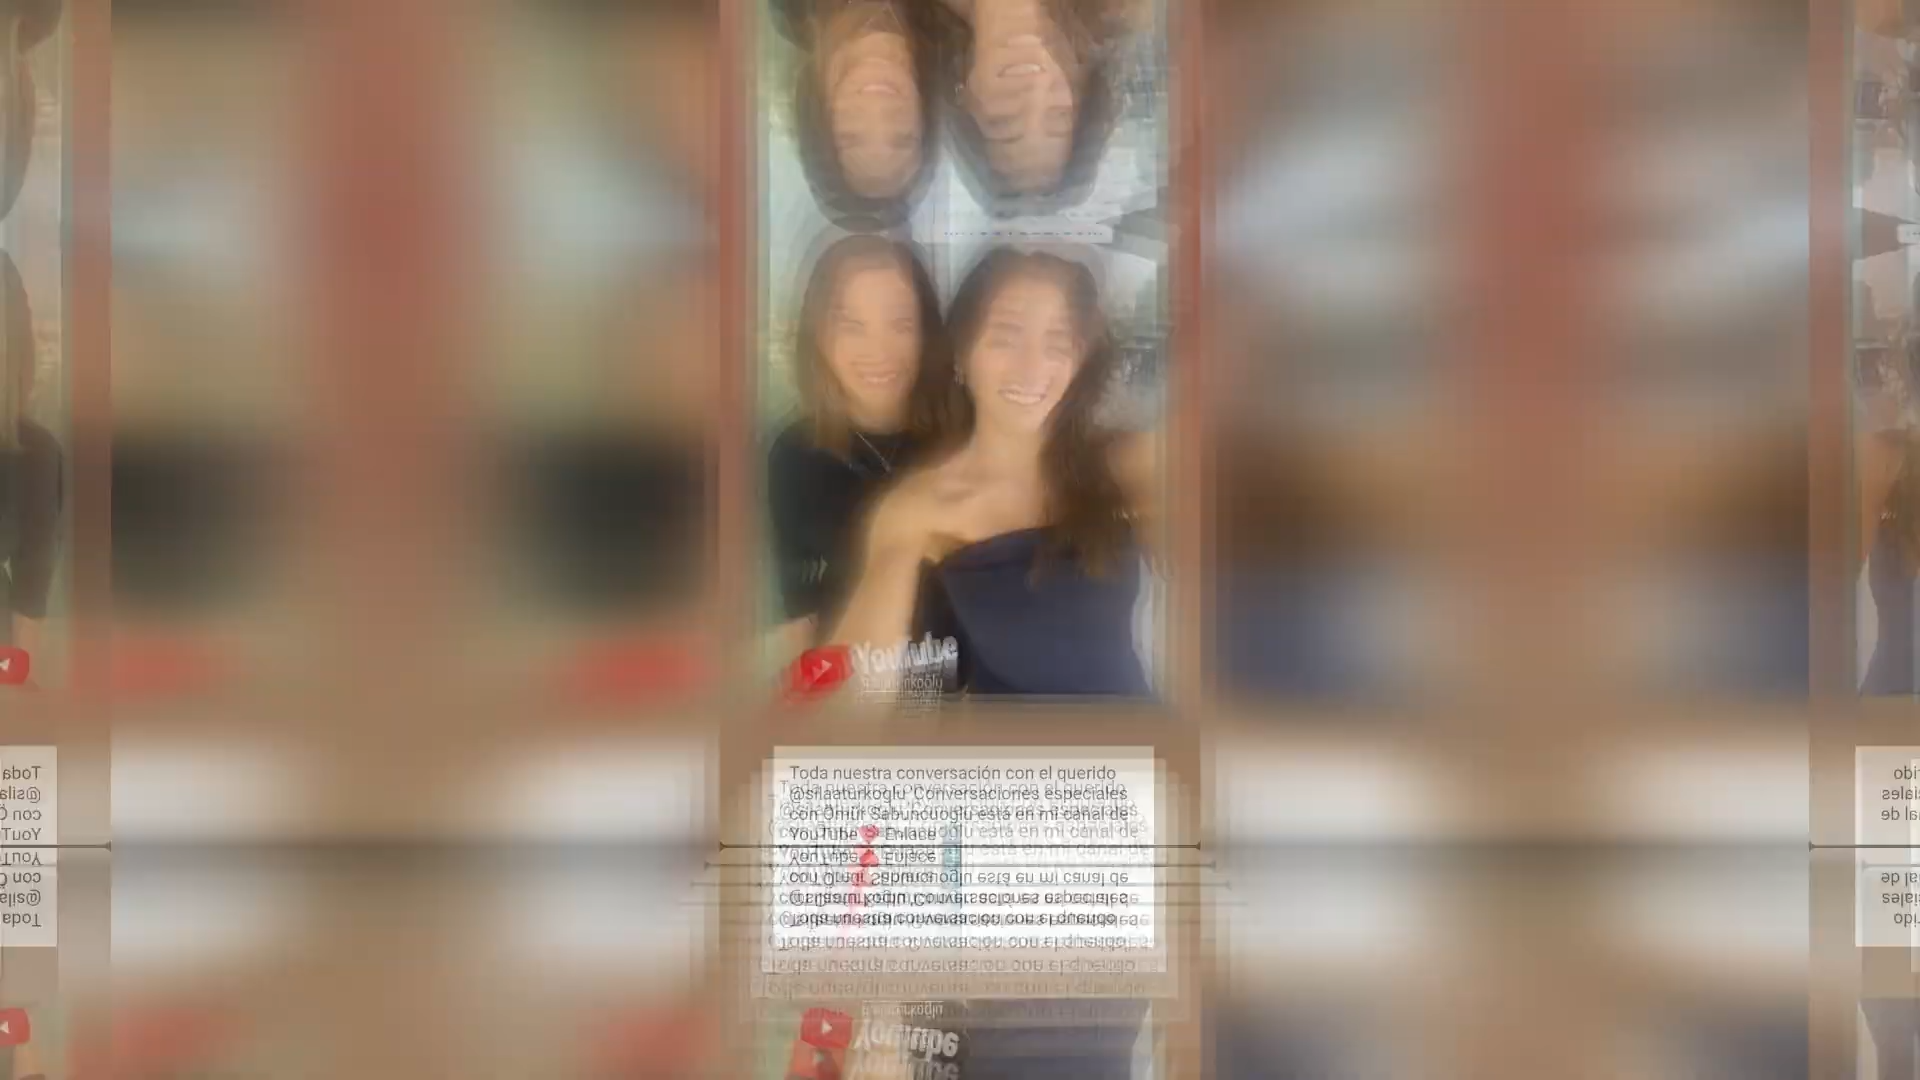 YouTube
Toda nuestra conversación con el querido
@silaaturkoglu 'Conversaciones especiales
con Ömür Sabuncuoğlu está en mi canal de
YouTube ❤ Enlace